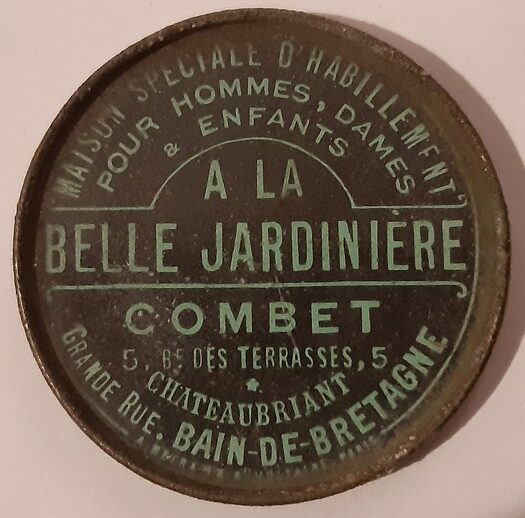 MAISON SPECIALE D'HABILLEMENT
POUR HOMMES, DAMES
& ENFANTS
A LA
BELLE JARDINIÈRE
COMBET
5, Bd DES TERRASSES, 5
CHATEAUBRIANT
*
GRANDE RUE. BAIN-DE-BRETAGNE